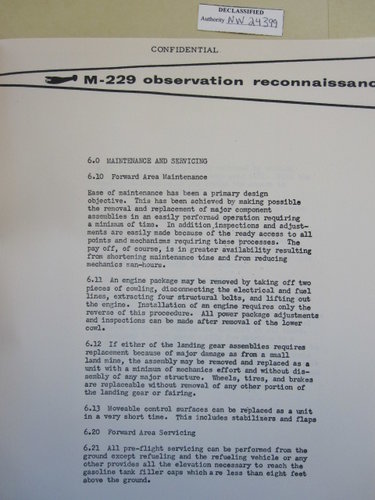 DECLASSIFIED
Authority NW 24399
CONFIDENTIAL
M-229 observation reconnaissanc
6.0 MAINTENANCE AND SERVICING
6.10 Forward Area Maintenance
Ease of maintenance has been a primary design
objective. This has been achieved by making possible
the removal and replacement of major component
assemblies in an easily performed operation requiring
a minimum of time. In addition,inspections and adjust-
ments are easily made because of the ready access to all
points and mechanisms requiring these processes. The
pay off, of course, is in greater availability resulting
from shortening maintenance time and from reducing
mechanics man-hours.
6.11 An engine package may be removed by taking off two
pieces of cowling, disconnecting the electrical and fuel
lines, extracting four structural bolts, and lifting out
the engine. Installation of an engine requires only the
reverse of this procedure. All power package adjustments
and inspections can be made after removal of the lower
cowl.
6.12 If either of the landing gear assemblies requires
replacement because of major damage as from a small
land mine, the assembly may be removed and replaced as a
unit with a minimum of mechanics effort and without dis-
sembly of any major structure. Wheels, tires, and brakes
are replaceable without removal of any other portion of
the landing gear or fairing.
6.13 Moveable control surfaces can be replaced as a unit
in a very short time. This includes stabilizers and flaps
6.20 Forward Area Servicing
6.21 All pre-flight servicing can be performed from the
ground except refueling and the refueling vehicle or any
other provides all the elevation necessary to reach the
gasoline tank filler caps which are less than eight feet
above the ground.